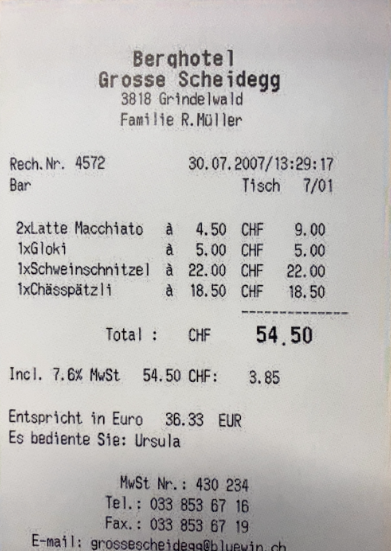 Berghotel
Grosse Scheidegg
3818 Grindelwald
Familie R.Müller
Rech.Nr. 4572 30.07.2007/13:29:17
Bar Tisch 7/01
2xLatte Macchiato à 4.50 CHF 9.00
1xGloki à 5.00 CHF 5.00
1xSchweinschnitzel à 22.00 CHF 22.00
1xChässpätzli à 18.50 CHF 18.50
Total : CHF 54.50
Incl. 7.6% MwSt 54.50 CHF: 3.85
Entspricht in Euro 36.33 EUR
Es bediente Sie: Ursula
MwSt Nr.: 430 234
Tel.: 033 853 67 16
Fax.: 033 853 67 19
E-mail: grossescheidegg@bluewin.ch